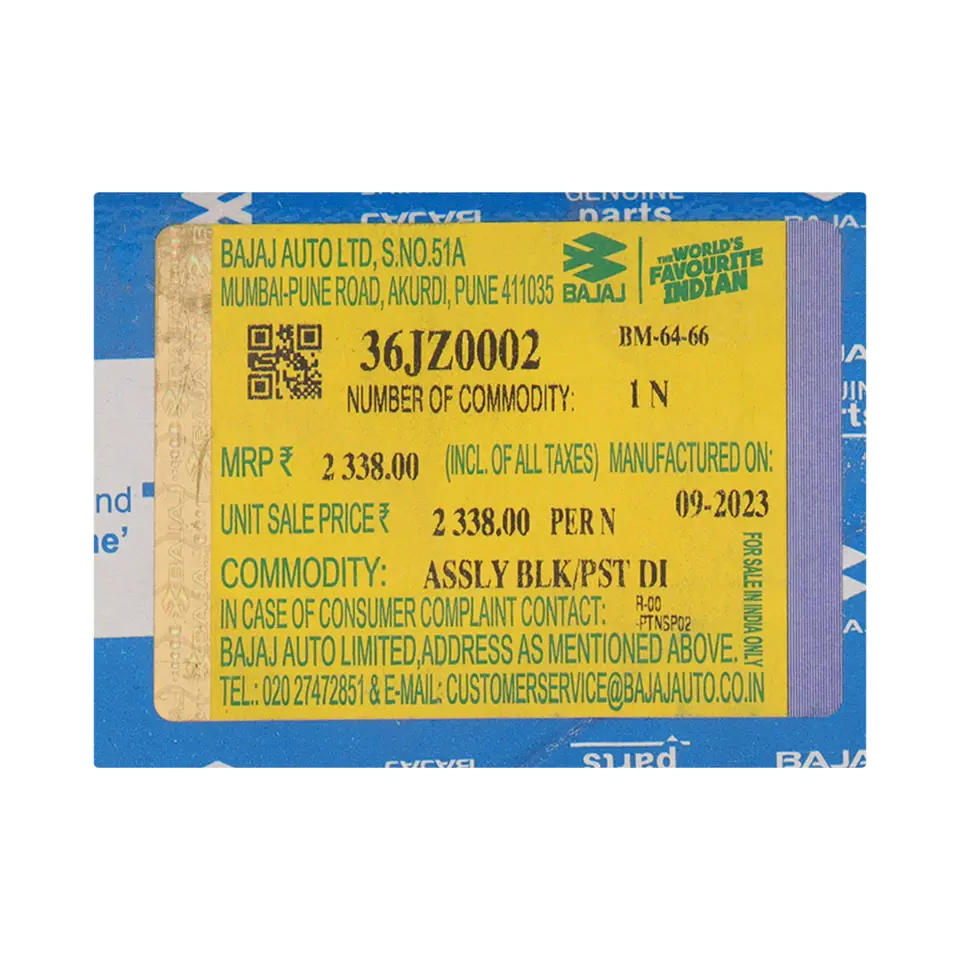 GENUINE
parts
BAJAJ
BAJAJ AUTO LTD, S.NO.51A
MUMBAI-PUNE ROAD, AKURDI, PUNE 411035
BAJAJ
THE WORLD'S
FAVOURITE
INDIAN
36JZ0002
BM-64-66
NUMBER OF COMMODITY: 1 N
MRP ₹ 2 338.00 (INCL. OF ALL TAXES) MANUFACTURED ON:
09-2023
UNIT SALE PRICE ₹ 2 338.00 PER N
COMMODITY: ASSLY BLK/PST DI
IN CASE OF CONSUMER COMPLAINT CONTACT: R-00
-PTNSP02
BAJAJ AUTO LIMITED,ADDRESS AS MENTIONED ABOVE.
TEL.: 020 27472851 & E-MAIL: CUSTOMERSERVICE@BAJAJAUTO.CO.IN
FOR SALE IN INDIA ONLY
parts
BAJAJ